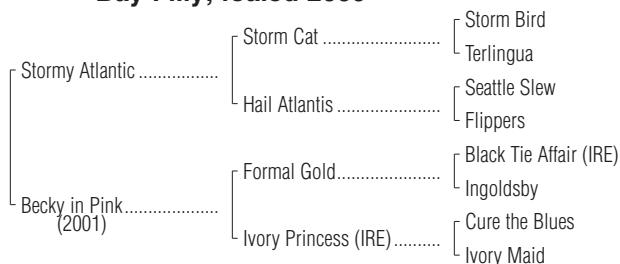 Bay Filly; foaled
Storm Bird
Storm Cat ........................
Terlingua
Stormy Atlantic .................
Seattle Slew
Hail Atlantis .....................
Flippers
Black Tie Affair (IRE)
Formal Gold.....................
Ingoldsby
Becky in Pink....................
(2001)
Cure the Blues
Ivory Princess (IRE)..........
Ivory Maid